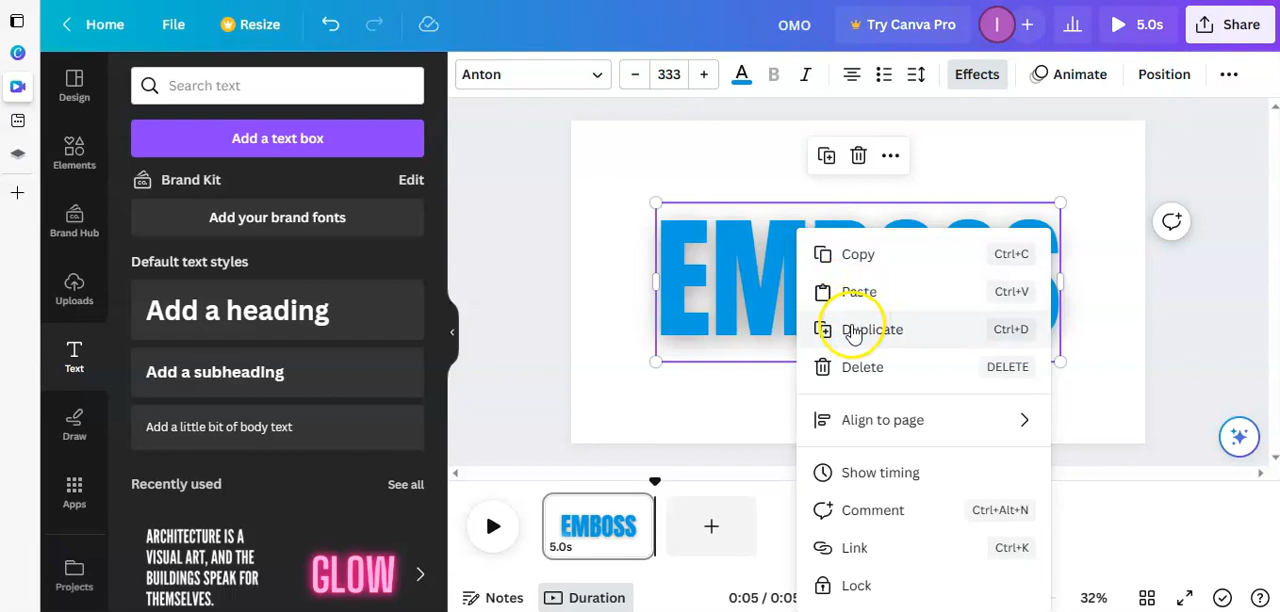 Home
File
Resize
OMO
Try Canva Pro
I
5.0s
Share
Design
Elements
Brand Hub
Uploads
Text
Draw
Apps
Projects
Search text
Add a text box
Brand Kit
Edit
Add your brand fonts
Default text styles
Add a heading
Add a subheading
Add a little bit of body text
Recently used
See all
ARCHITECTURE IS A
VISUAL ART, AND THE
BUILDINGS SPEAK FOR
THEMSELVES.
GLOW
Anton
– 333 +
A B I
Effects
Animate
Position
EMBOSS
Copy Ctrl+C
Paste Ctrl+V
Duplicate Ctrl+D
Delete DELETE
Align to page
Show timing
Comment Ctrl+Alt+N
Link Ctrl+K
Lock
EMBOSS
5.0s
Notes
Duration
0:05 / 0:05
32%